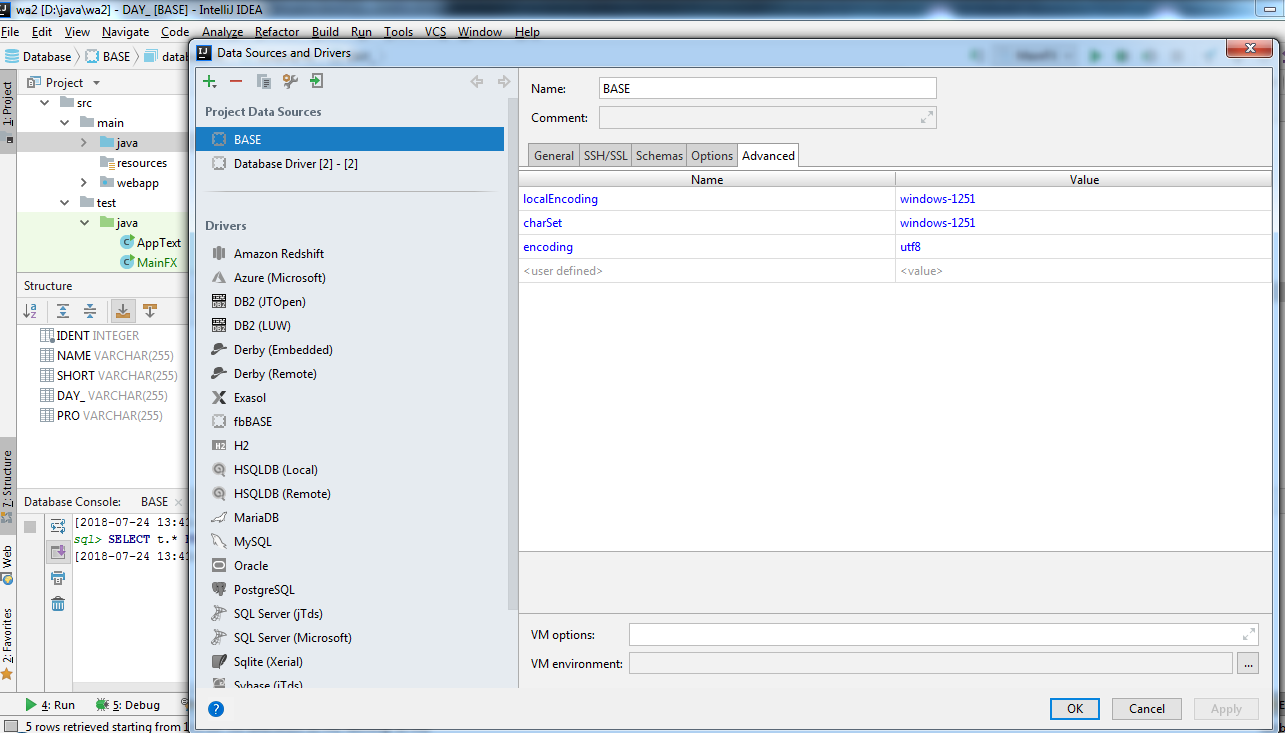 wa2 [D:\java\wa2] - DAY_ [BASE] - IntelliJ IDEA
File Edit View Navigate Code Analyze Refactor Build Run Tools VCS Window Help
Database BASE
Data Sources and Drivers
1: Project
Project
src
main
java
resources
webapp
test
java
AppText
MainFX
Structure
IDENT INTEGER
NAME VARCHAR(255)
SHORT VARCHAR(255)
DAY_ VARCHAR(255)
PRO VARCHAR(255)
Z: Structure
Web
2: Favorites
Database Console: BASE
[2018-07-24 13:41
sql> SELECT t.*
[2018-07-24 13:41
4: Run 5: Debug
5 rows retrieved starting from 1
Project Data Sources
BASE
Database Driver [2] - [2]
Drivers
Amazon Redshift
Azure (Microsoft)
DB2 (JTOpen)
DB2 (LUW)
Derby (Embedded)
Derby (Remote)
Exasol
fbBASE
H2
HSQLDB (Local)
HSQLDB (Remote)
MariaDB
MySQL
Oracle
PostgreSQL
SQL Server (jTds)
SQL Server (Microsoft)
Sqlite (Xerial)
Sybase (jTds)
Name: BASE
Comment:
General SSH/SSL Schemas Options Advanced
Name Value
localEncoding windows-1251
charSet windows-1251
encoding utf8
<user defined> <value>
VM options:
VM environment: ...
? OK Cancel Apply